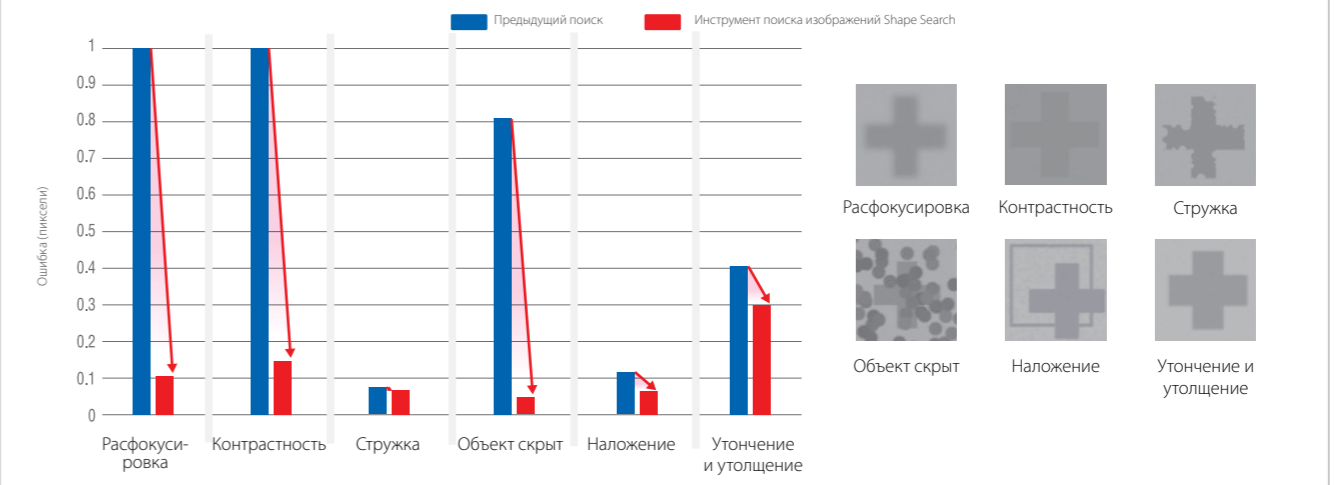 Предыдущий поиск
Инструмент поиска изображений Shape Search
Ошибка (пиксели)
1
0.9
0.8
0.7
0.6
0.5
0.4
0.3
0.2
0.1
0
Расфокуси-
ровка
Контрастность
Стружка
Объект скрыт
Наложение
Утончение
и утолщение
Расфокусировка
Контрастность
Стружка
Объект скрыт
Наложение
Утончение и
утолщение